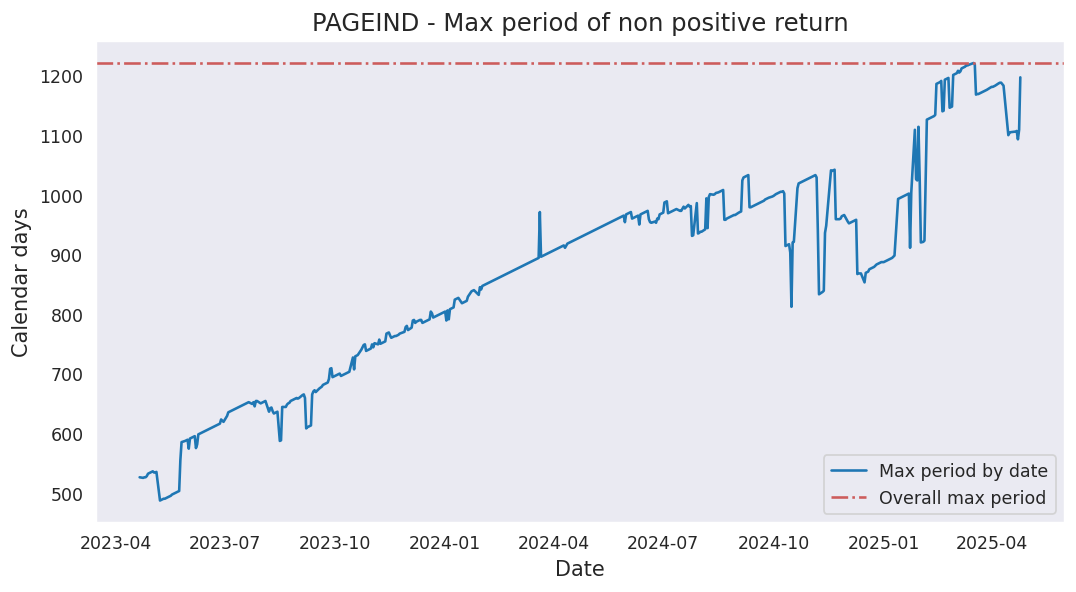 PAGEIND - Max period of non positive return
Calendar days
1200
1100
1000
900
800
700
600
500
Max period by date
Overall max period
2023-04 2023-07 2023-10 2024-01 2024-04 2024-07 2024-10 2025-01 2025-04
Date